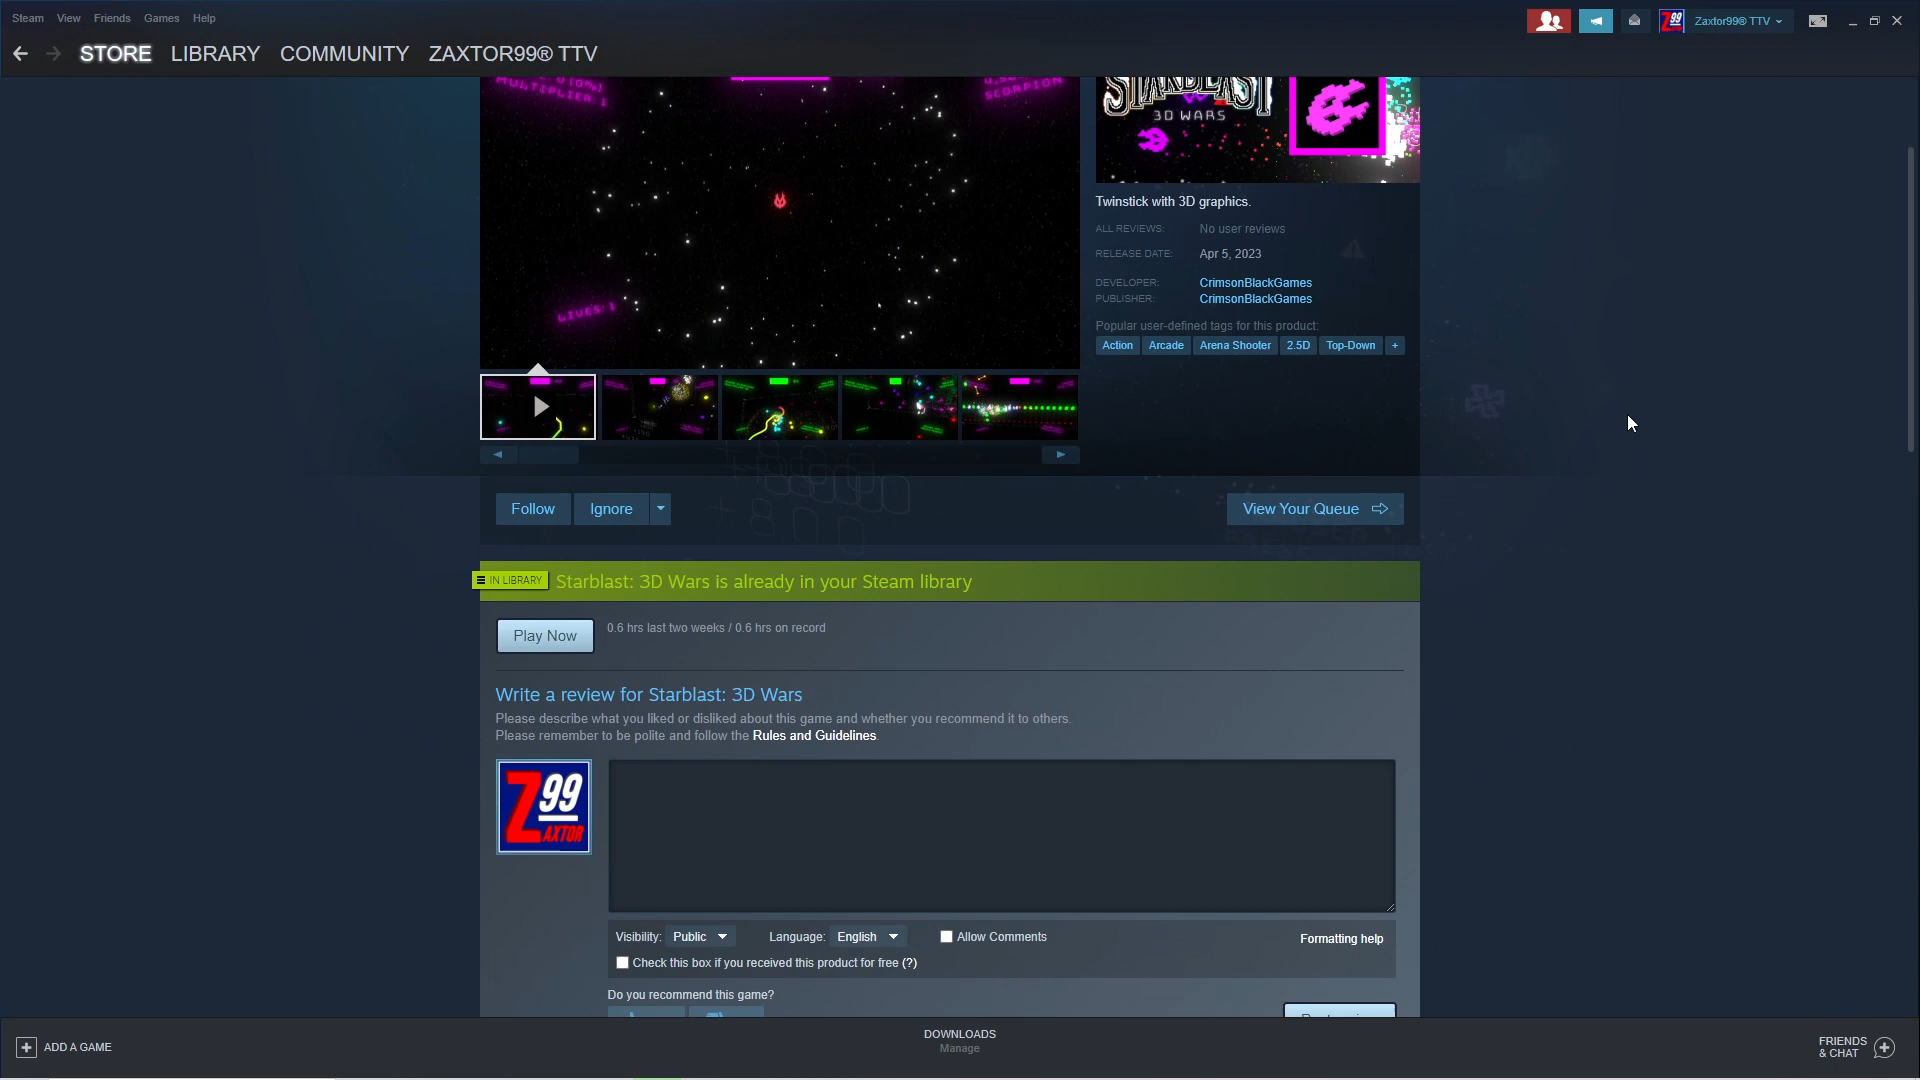 Steam View Friends Games Help
Zaxtor99® TTV
STORE LIBRARY COMMUNITY ZAXTOR99® TTV
MULTIPLIER: 1
SCORPION
STARBLAST
3D WARS
Twinstick with 3D graphics.
ALL REVIEWS: No user reviews
RELEASE DATE: Apr 5, 2023
DEVELOPER: CrimsonBlackGames
PUBLISHER: CrimsonBlackGames
LIVES: 1
Popular user-defined tags for this product:
Action Arcade Arena Shooter 2.5D Top-Down +
Follow Ignore View Your Queue
IN LIBRARY Starblast: 3D Wars is already in your Steam library
Play Now 0.6 hrs last two weeks / 0.6 hrs on record
Write a review for Starblast: 3D Wars
Please describe what you liked or disliked about this game and whether you recommend it to others.
Please remember to be polite and follow the Rules and Guidelines.
Z99
AXTOR
Visibility: Public Language: English Allow Comments Formatting help
Check this box if you received this product for free (?)
Do you recommend this game?
ADD A GAME
DOWNLOADS
Manage
FRIENDS
& CHAT